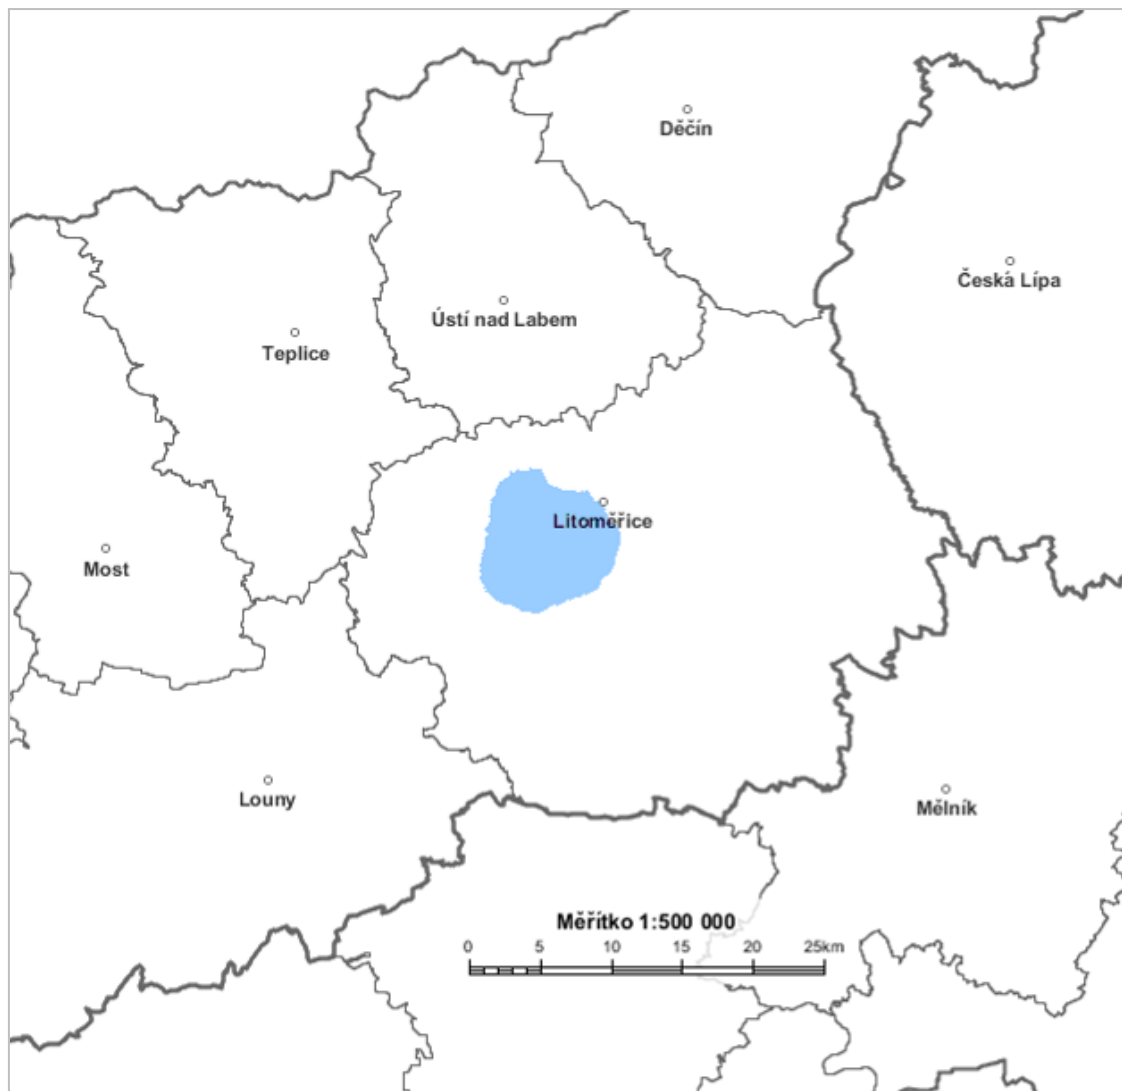 Děčín
Česká Lípa
Ústí nad Labem
Teplice
Litoměřice
Most
Louny
Mělník
Měřítko 1:500 000
0 5 10 15 20 25km